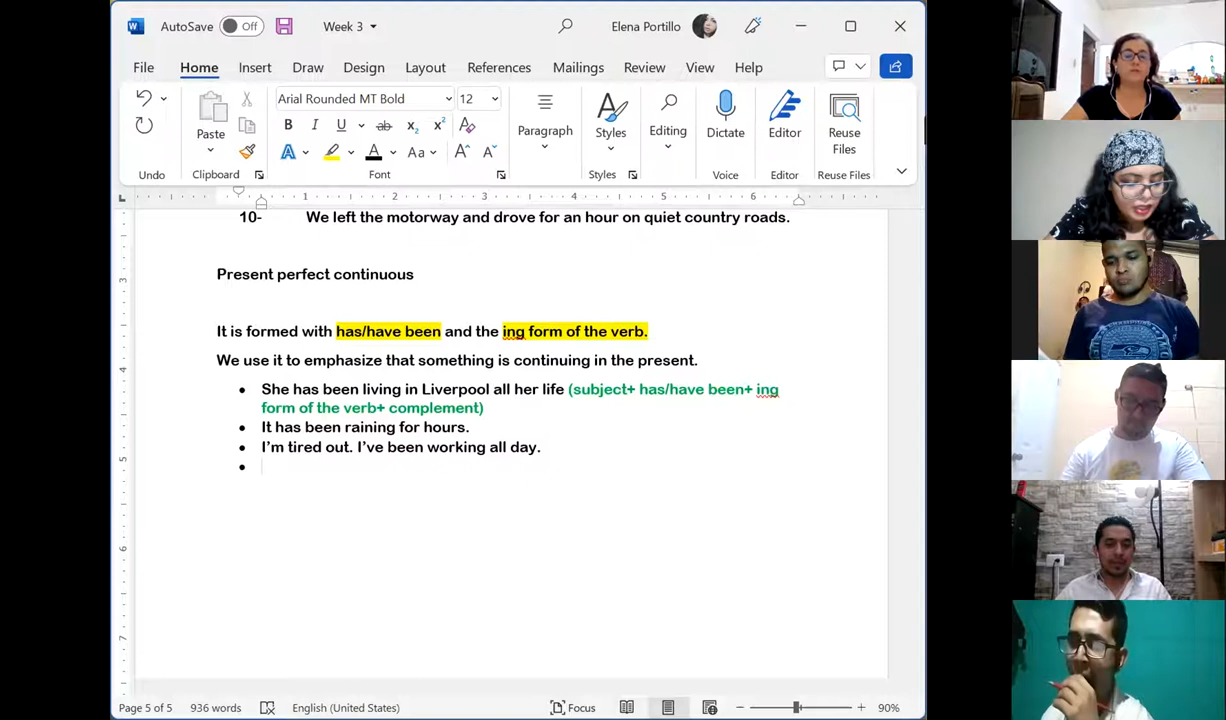 AutoSave Off Week 3 Elena Portillo
File Home Insert Draw Design Layout References Mailings Review View Help
Arial Rounded MT Bold 12
Paste Paragraph Styles Editing Dictate Editor Reuse Files
Undo Clipboard Font Styles Voice Editor Reuse Files
1 2 3 4 5 6
10- We left the motorway and drove for an hour on quiet country roads.
Present perfect continuous
It is formed with has/have been and the ing form of the verb.
We use it to emphasize that something is continuing in the present.
• She has been living in Liverpool all her life (subject+ has/have been+ ing
form of the verb+ complement)
• It has been raining for hours.
• I’m tired out. I’ve been working all day.
•
Page 5 of 5 936 words English (United States) Focus 90%